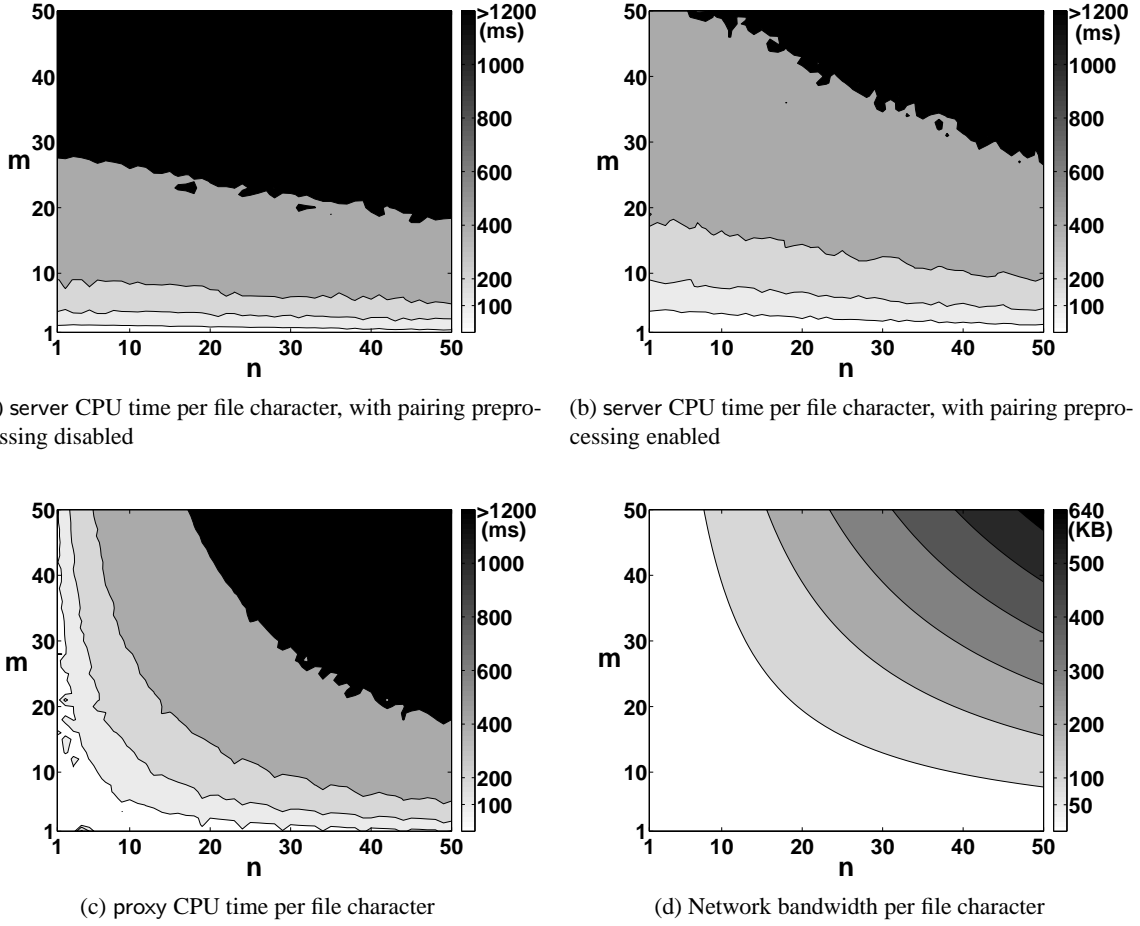 50 >1200 50 >1200
(ms) (ms)
40 1000 40 1000
800 800
30 30
m 600 m 600
20 20
400 400
10 200 10 200
100 100
1 1
1 10 20 30 40 50 1 10 20 30 40 50
n n
) server CPU time per file character, with pairing prepro-
ssing disabled
(b) server CPU time per file character, with pairing prepro-
cessing enabled
50 >1200 50 640
(ms) (KB)
40 1000 40 500
800 400
30 30
m 600 m 300
20 20
400 200
10 200 10 100
100 50
1 1
1 10 20 30 40 50 1 10 20 30 40 50
n n
(c) proxy CPU time per file character
(d) Network bandwidth per file character